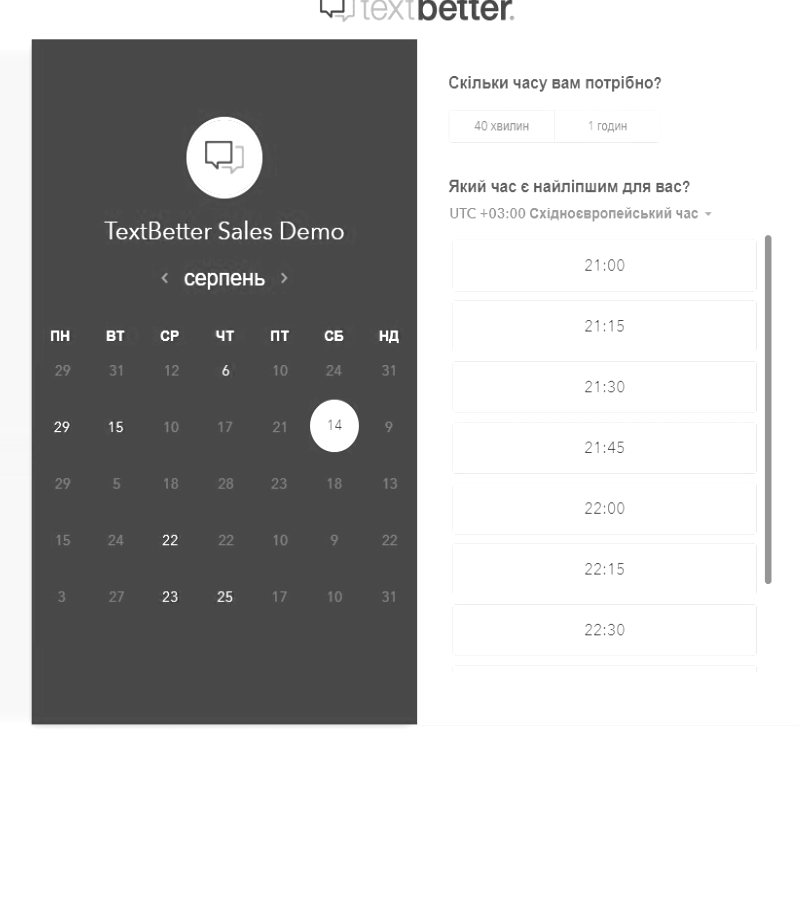 textbetter.
TextBetter Sales Demo
серпень
ПН ВТ СР ЧТ ПТ СБ НД
29 31 12 6 10 24 31
29 15 10 17 21 14 9
29 5 18 28 23 18 13
15 24 22 22 10 9 22
3 27 23 25 17 10 31
Скільки часу вам потрібно?
40 хвилин 1 годин
Який час є найліпшим для вас?
UTC +03:00 Східноєвропейський час
21:00
21:15
21:30
21:45
22:00
22:15
22:30